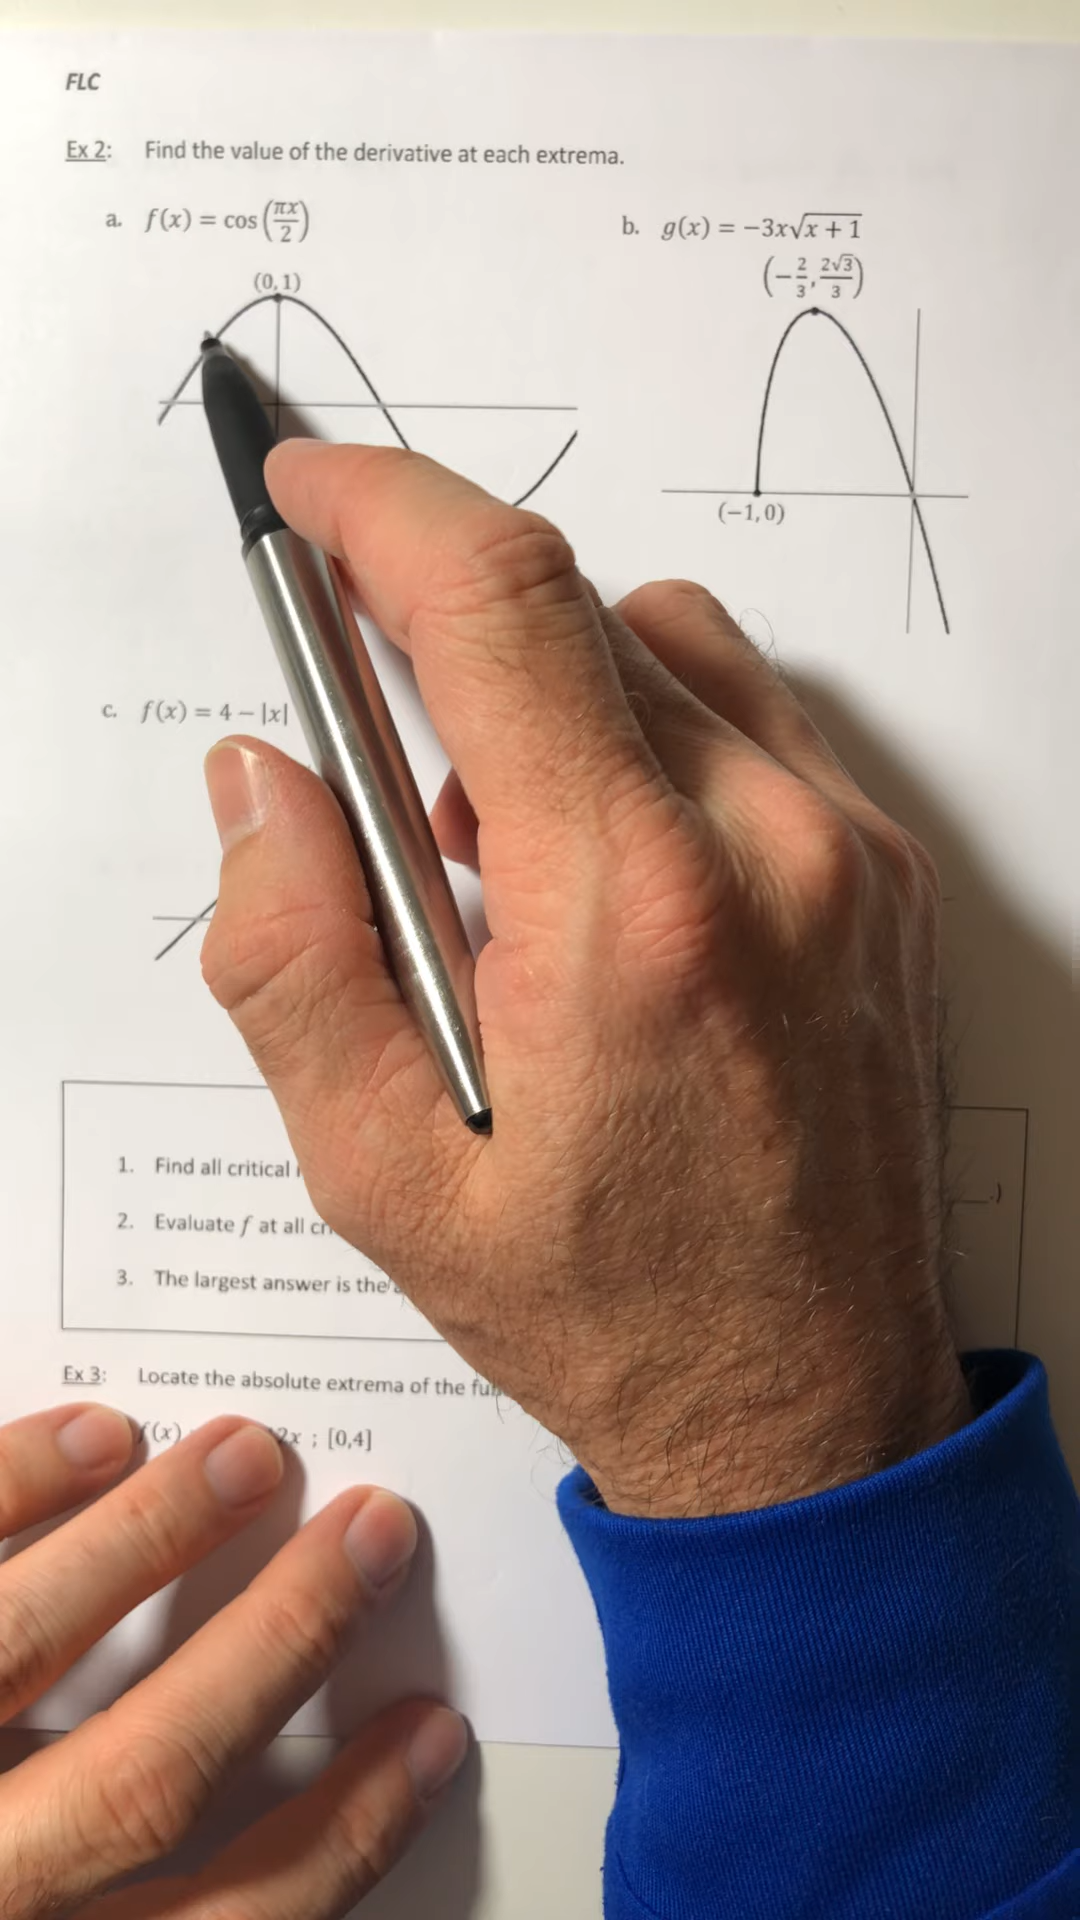 FLC
Ex 2: Find the value of the derivative at each extrema.
a. f(x) = cos(πx/2)
b. g(x) = −3x√(x + 1)
(0,1)
(−2/3, 2√3/3)
(−1,0)
c. f(x) = 4 − |x|
1. Find all critical
2. Evaluate f at all
3. The largest answer is the
Ex 3: Locate the absolute extrema of the
f(x) 2x ; [0,4]